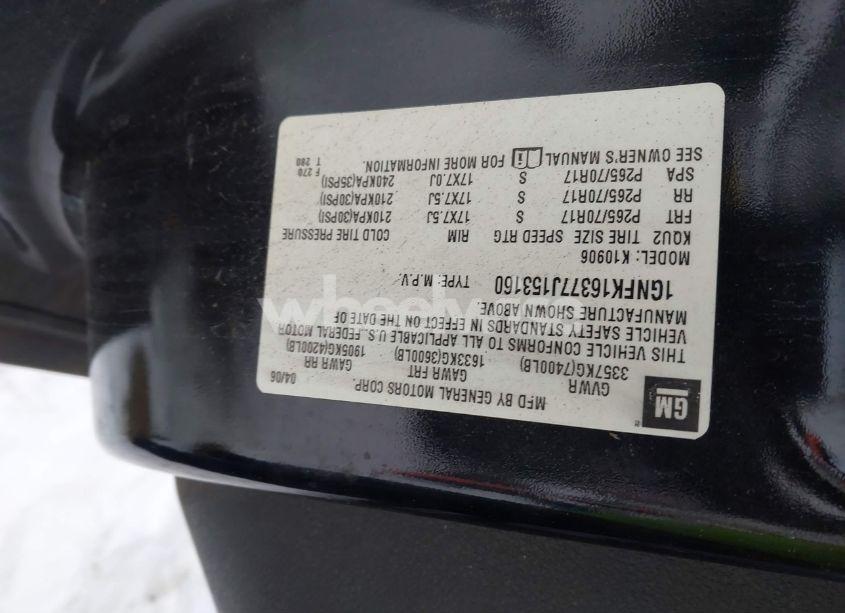 GM
MFD BY GENERAL MOTORS CORP. 04/06
GVWR GAWR FRT GAWR RR
3357KG(7400LB) 1633KG(3600LB) 1905KG(4200LB)
THIS VEHICLE CONFORMS TO ALL APPLICABLE U.S. FEDERAL MOTOR
VEHICLE SAFETY STANDARDS IN EFFECT ON THE DATE OF
MANUFACTURE SHOWN ABOVE.
1GNFK16377J153160 TYPE: M.P.V.
MODEL: K10906
KQU2 TIRE SIZE SPEED RTG RIM COLD TIRE PRESSURE
FRT P265/70R17 S 17X7.5J 210KPA(30PSI)
RR P265/70R17 S 17X7.5J 210KPA(30PSI)
SPA P265/70R17 S 17X7.0J 240KPA(35PSI)
SEE OWNER'S MANUAL FOR MORE INFORMATION.
F 270
T 280